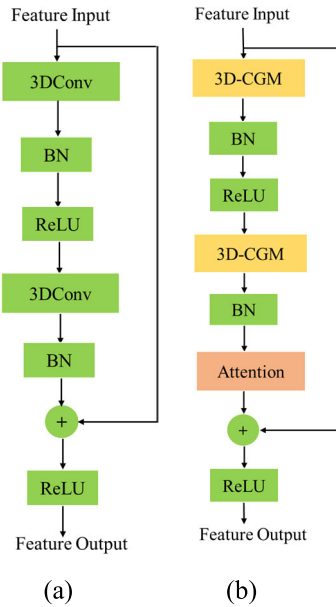 Feature Input
3DConv
BN
ReLU
3DConv
BN
+
ReLU
Feature Output
(a)
Feature Input
3D-CGM
BN
ReLU
3D-CGM
BN
Attention
+
ReLU
Feature Output
(b)